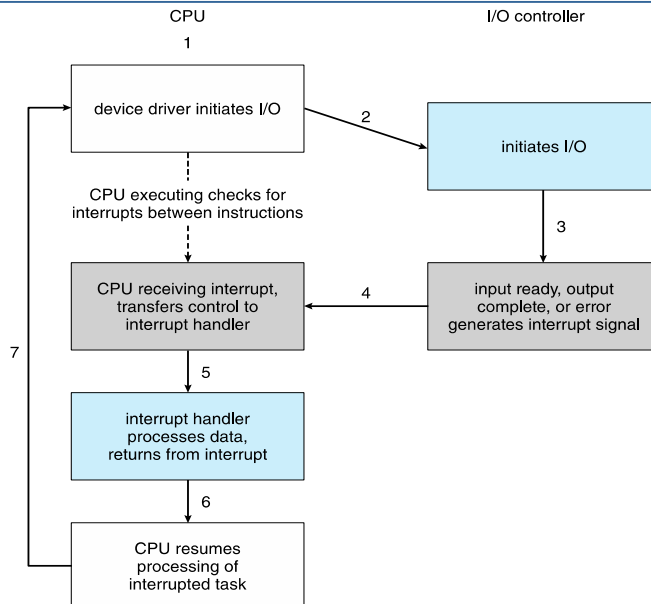 CPU
I/O controller
1
device driver initiates I/O
2
initiates I/O
CPU executing checks for
interrupts between instructions
3
CPU receiving interrupt,
transfers control to
interrupt handler
4
input ready, output
complete, or error
generates interrupt signal
7
5
interrupt handler
processes data,
returns from interrupt
6
CPU resumes
processing of
interrupted task